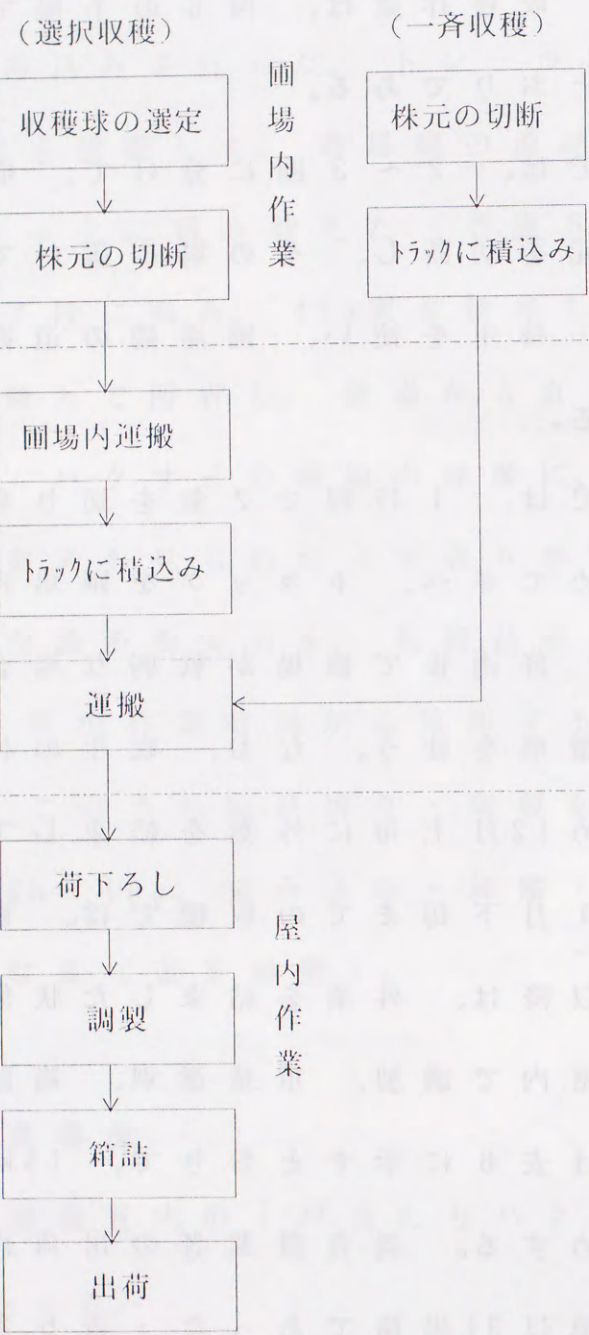 (選択収穫)
(一斉収穫)
収穫球の選定
株元の切断
圃場内作業
株元の切断
トラックに積込み
圃場内運搬
トラックに積込み
運搬
荷下ろし
調製
箱詰
出荷
屋内作業